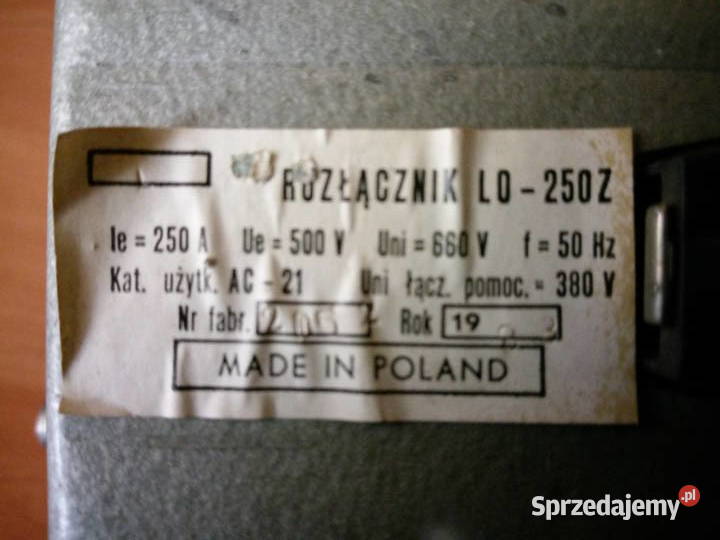 ROZŁĄCZNIK LO - 250Z
Ie = 250 A Ue = 500 V Uni = 660 V f = 50 Hz
Kat. użytk. AC - 21 Uni łącz. pomoc. = 380 V
Nr fabr. Rok 19
MADE IN POLAND
Sprzedajemy.pl